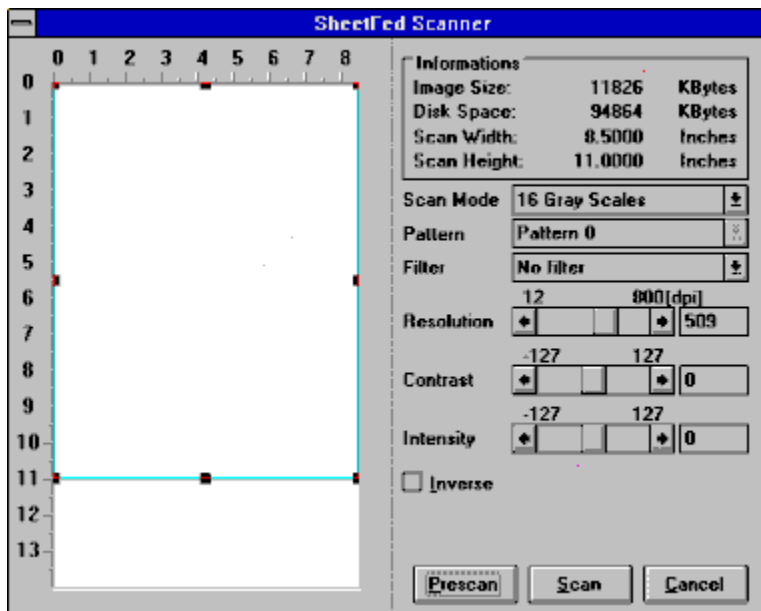 SheetFed Scanner
0 1 2 3 4 5 6 7 8
0
1
2
3
4
5
6
7
8
9
10
11
12
13
Informations
Image Size: 11826 KBytes
Disk Space: 94864 KBytes
Scan Width: 8.5000 Inches
Scan Height: 11.0000 Inches
Scan Mode 16 Gray Scales
Pattern Pattern 0
Filter No filter
12 800[dpi]
Resolution 509
-127 127
Contrast 0
-127 127
Intensity 0
Inverse
Prescan Scan Cancel